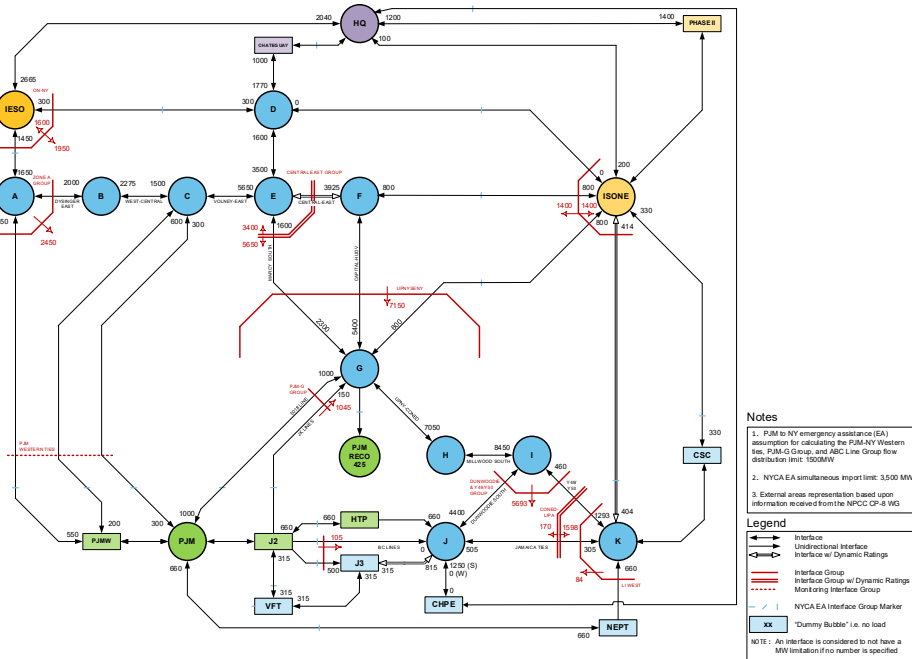 2040
HQ
1200
1400
PHASE II
CHATEGUAY
100
1000
2665
ON-NY
1770
IESO
300
300
D
0
1600
1450
1950
1600
1650
ZONE A
GROUP
3500
CENTRAL EAST GROUP
200
0
A
2000
B
2275
1500
C
5650
E
3925
F
800
800
ISONE
DYSINGER
EAST
WEST-CENTRAL
VOLNEY-EAST
CENTRAL-EAST
1400
1400
330
600
300
1600
800
414
3400
5650
2450
MARCY SOUTH
CAPITAL-HUDV
UPNYSENY
7150
2300
5400
800
G
1000
150
PJM-G
GROUP
1045
JK LINES
UPNY-CONED
7050
PJM
RECO
425
H
8450
I
MILLWOOD SOUTH
460
PJM
WESTERN TIES
DUNWOODIE
& Y49/Y50
GROUP
DUNWOODIE-SOUTH
5693
Y49
Y50
CONED-
LIPA
330
CSC
1000
4400
170
1598
1293
404
200
300
660
HTP
660
550
PJMW
PJM
660
J2
105
BC LINES
0
J
505
JAMAICA TIES
305
K
660
315
500
J3
315
815
1250 (S)
0 (W)
84
LI WEST
660
315
315
VFT
315
0
CHPE
660
NEPT
Notes
1. PJM to NY emergency assistance (EA)
assumption for calculating the PJM-NY Western
ties, PJM-G Group, and ABC Line Group flow
distribution limit: 1500MW
2. NYCA EA simultaneous import limit: 3,500 MW
3. External areas representation based upon
information received from the NPCC CP-8 WG
Legend
Interface
Unidirectional Interface
Interface w/ Dynamic Ratings
Interface Group
Interface Group w/ Dynamic Ratings
Monitoring Interface Group
NYCA EA Interface Group Marker
xx
"Dummy Bubble" i.e. no load
NOTE: An interface is considered to not have a
MW limitation if no number is specified